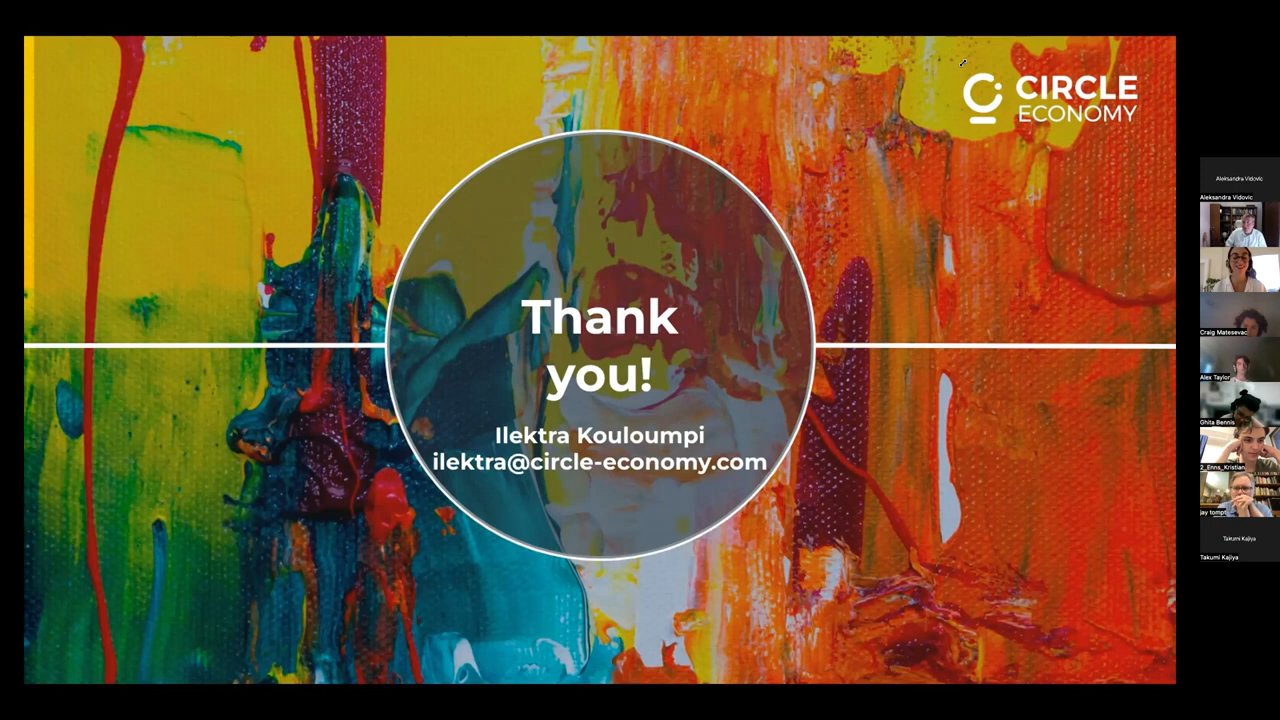 CIRCLE
ECONOMY
Thank
you!
Ilektra Kouloumpi
ilektra@circle-economy.com
Aleksandra Vidovic
Aleksandra Vidovic
Craig Matesevac
Alex Taylor
Ghita Bennis
2_Enns_Kristian
jay tompt
Takumi Kajiya
Takumi Kajiya